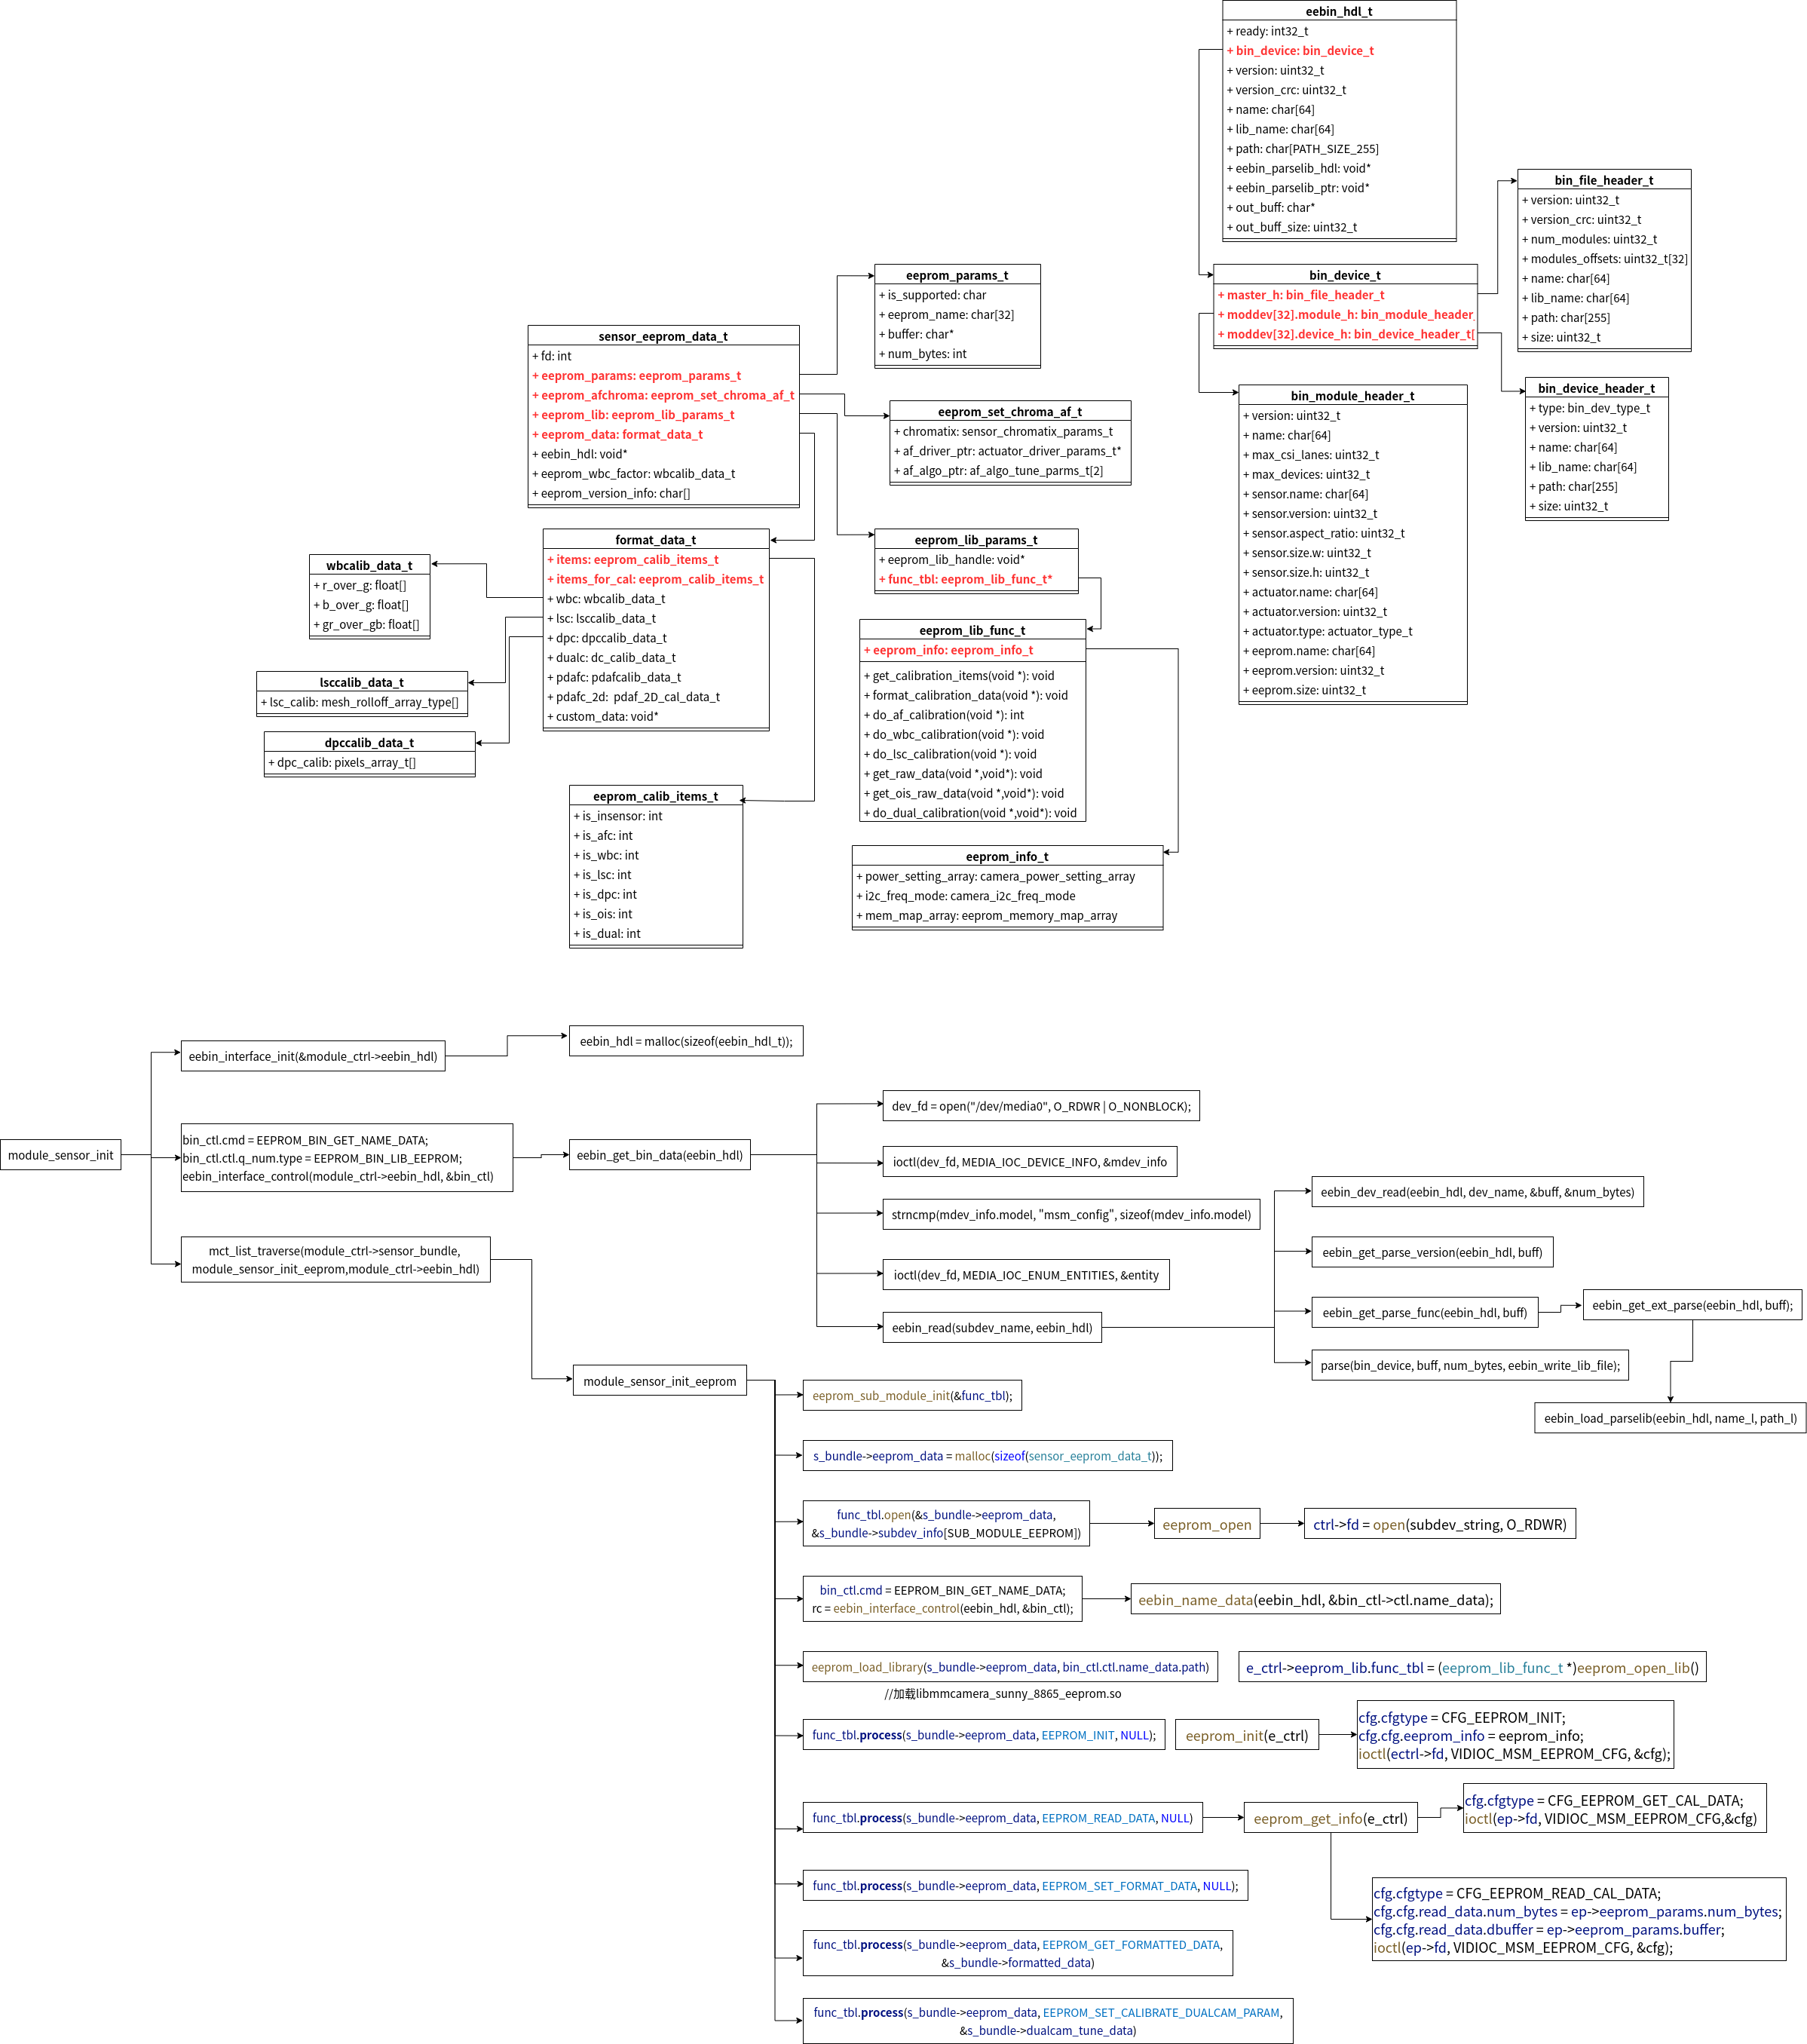 eebin_hdl_t
+ ready: int32_t
+ bin_device: bin_device_t
+ version: uint32_t
+ version_crc: uint32_t
+ name: char[64]
+ lib_name: char[64]
+ path: char[PATH_SIZE_255]
+ eebin_parselib_hdl: void*
+ eebin_parselib_ptr: void*
+ out_buff: char*
+ out_buff_size: uint32_t
bin_file_header_t
+ version: uint32_t
+ version_crc: uint32_t
+ num_modules: uint32_t
+ modules_offsets: uint32_t[32]
+ name: char[64]
+ lib_name: char[64]
+ path: char[255]
+ size: uint32_t
bin_device_t
+ master_h: bin_file_header_t
+ moddev[32].module_h: bin_module_header_
+ moddev[32].device_h: bin_device_header_t[
bin_device_header_t
+ type: bin_dev_type_t
+ version: uint32_t
+ name: char[64]
+ lib_name: char[64]
+ path: char[255]
+ size: uint32_t
bin_module_header_t
+ version: uint32_t
+ name: char[64]
+ max_csi_lanes: uint32_t
+ max_devices: uint32_t
+ sensor.name: char[64]
+ sensor.version: uint32_t
+ sensor.aspect_ratio: uint32_t
+ sensor.size.w: uint32_t
+ sensor.size.h: uint32_t
+ actuator.name: char[64]
+ actuator.version: uint32_t
+ actuator.type: actuator_type_t
+ eeprom.name: char[64]
+ eeprom.version: uint32_t
+ eeprom.size: uint32_t
eeprom_params_t
+ is_supported: char
+ eeprom_name: char[32]
+ buffer: char*
+ num_bytes: int
sensor_eeprom_data_t
+ fd: int
+ eeprom_params: eeprom_params_t
+ eeprom_afchroma: eeprom_set_chroma_af_t
+ eeprom_lib: eeprom_lib_params_t
+ eeprom_data: format_data_t
+ eebin_hdl: void*
+ eeprom_wbc_factor: wbcalib_data_t
+ eeprom_version_info: char[]
eeprom_set_chroma_af_t
+ chromatix: sensor_chromatix_params_t
+ af_driver_ptr: actuator_driver_params_t*
+ af_algo_ptr: af_algo_tune_parms_t[2]
format_data_t
+ items: eeprom_calib_items_t
+ items_for_cal: eeprom_calib_items_t
+ wbc: wbcalib_data_t
+ lsc: lsccalib_data_t
+ dpc: dpccalib_data_t
+ dualc: dc_calib_data_t
+ pdafc: pdafcalib_data_t
+ pdafc_2d:  pdaf_2D_cal_data_t
+ custom_data: void*
eeprom_lib_params_t
+ eeprom_lib_handle: void*
+ func_tbl: eeprom_lib_func_t*
wbcalib_data_t
+ r_over_g: float[]
+ b_over_g: float[]
+ gr_over_gb: float[]
lsccalib_data_t
+ lsc_calib: mesh_rolloff_array_type[]
dpccalib_data_t
+ dpc_calib: pixels_array_t[]
eeprom_lib_func_t
+ eeprom_info: eeprom_info_t
+ get_calibration_items(void *): void
+ format_calibration_data(void *): void
+ do_af_calibration(void *): int
+ do_wbc_calibration(void *): void
+ do_lsc_calibration(void *): void
+ get_raw_data(void *,void*): void
+ get_ois_raw_data(void *,void*): void
+ do_dual_calibration(void *,void*): void
eeprom_calib_items_t
+ is_insensor: int
+ is_afc: int
+ is_wbc: int
+ is_lsc: int
+ is_dpc: int
+ is_ois: int
+ is_dual: int
eeprom_info_t
+ power_setting_array: camera_power_setting_array
+ i2c_freq_mode: camera_i2c_freq_mode
+ mem_map_array: eeprom_memory_map_array
module_sensor_init
eebin_interface_init(&module_ctrl->eebin_hdl)
eebin_hdl = malloc(sizeof(eebin_hdl_t));
bin_ctl.cmd = EEPROM_BIN_GET_NAME_DATA;
bin_ctl.ctl.q_num.type = EEPROM_BIN_LIB_EEPROM;
eebin_interface_control(module_ctrl->eebin_hdl, &bin_ctl)
eebin_get_bin_data(eebin_hdl)
dev_fd = open("/dev/media0", O_RDWR | O_NONBLOCK);
ioctl(dev_fd, MEDIA_IOC_DEVICE_INFO, &mdev_info
strncmp(mdev_info.model, "msm_config", sizeof(mdev_info.model)
ioctl(dev_fd, MEDIA_IOC_ENUM_ENTITIES, &entity
eebin_read(subdev_name, eebin_hdl)
eebin_dev_read(eebin_hdl, dev_name, &buff, &num_bytes)
eebin_get_parse_version(eebin_hdl, buff)
eebin_get_parse_func(eebin_hdl, buff)
eebin_get_ext_parse(eebin_hdl, buff);
parse(bin_device, buff, num_bytes, eebin_write_lib_file);
eebin_load_parselib(eebin_hdl, name_l, path_l)
mct_list_traverse(module_ctrl->sensor_bundle,
module_sensor_init_eeprom,module_ctrl->eebin_hdl)
module_sensor_init_eeprom
eeprom_sub_module_init(&func_tbl);
s_bundle->eeprom_data = malloc(sizeof(sensor_eeprom_data_t));
func_tbl.open(&s_bundle->eeprom_data,
&s_bundle->subdev_info[SUB_MODULE_EEPROM])
eeprom_open
ctrl->fd = open(subdev_string, O_RDWR)
bin_ctl.cmd = EEPROM_BIN_GET_NAME_DATA;
rc = eebin_interface_control(eebin_hdl, &bin_ctl);
eebin_name_data(eebin_hdl, &bin_ctl->ctl.name_data);
eeprom_load_library(s_bundle->eeprom_data, bin_ctl.ctl.name_data.path)
e_ctrl->eeprom_lib.func_tbl = (eeprom_lib_func_t *)eeprom_open_lib()
//加载libmmcamera_sunny_8865_eeprom.so
func_tbl.process(s_bundle->eeprom_data, EEPROM_INIT, NULL);
eeprom_init(e_ctrl)
cfg.cfgtype = CFG_EEPROM_INIT;
cfg.cfg.eeprom_info = eeprom_info;
ioctl(ectrl->fd, VIDIOC_MSM_EEPROM_CFG, &cfg);
func_tbl.process(s_bundle->eeprom_data, EEPROM_READ_DATA, NULL)
eeprom_get_info(e_ctrl)
cfg.cfgtype = CFG_EEPROM_GET_CAL_DATA;
ioctl(ep->fd, VIDIOC_MSM_EEPROM_CFG,&cfg)
func_tbl.process(s_bundle->eeprom_data, EEPROM_SET_FORMAT_DATA, NULL);
cfg.cfgtype = CFG_EEPROM_READ_CAL_DATA;
cfg.cfg.read_data.num_bytes = ep->eeprom_params.num_bytes;
cfg.cfg.read_data.dbuffer = ep->eeprom_params.buffer;
ioctl(ep->fd, VIDIOC_MSM_EEPROM_CFG, &cfg);
func_tbl.process(s_bundle->eeprom_data, EEPROM_GET_FORMATTED_DATA,
&s_bundle->formatted_data)
func_tbl.process(s_bundle->eeprom_data, EEPROM_SET_CALIBRATE_DUALCAM_PARAM,
&s_bundle->dualcam_tune_data)